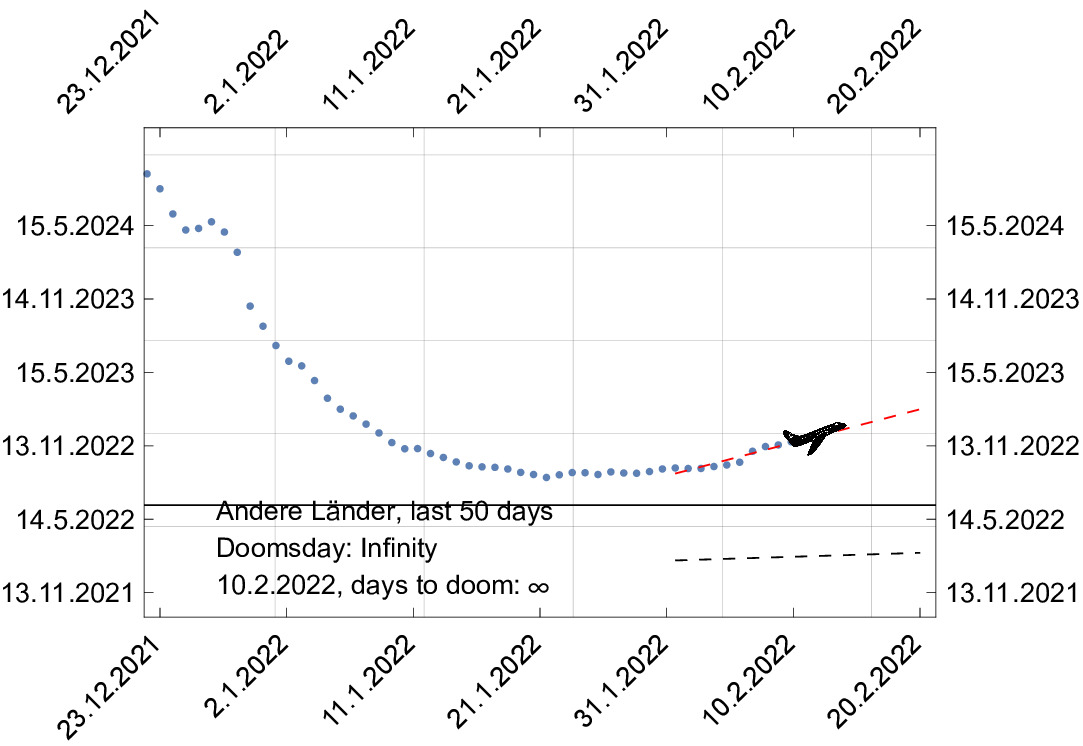 23.12.2021 2.1.2022 11.1.2022 21.1.2022 31.1.2022 10.2.2022 20.2.2022
15.5.2024 15.5.2024
14.11.2023 14.11.2023
15.5.2023 15.5.2023
13.11.2022 13.11.2022
Andere Länder, last 50 days
14.5.2022 14.5.2022
Doomsday: Infinity
10.2.2022, days to doom: ∞
13.11.2021 13.11.2021
23.12.2021 2.1.2022 11.1.2022 21.1.2022 31.1.2022 10.2.2022 20.2.2022